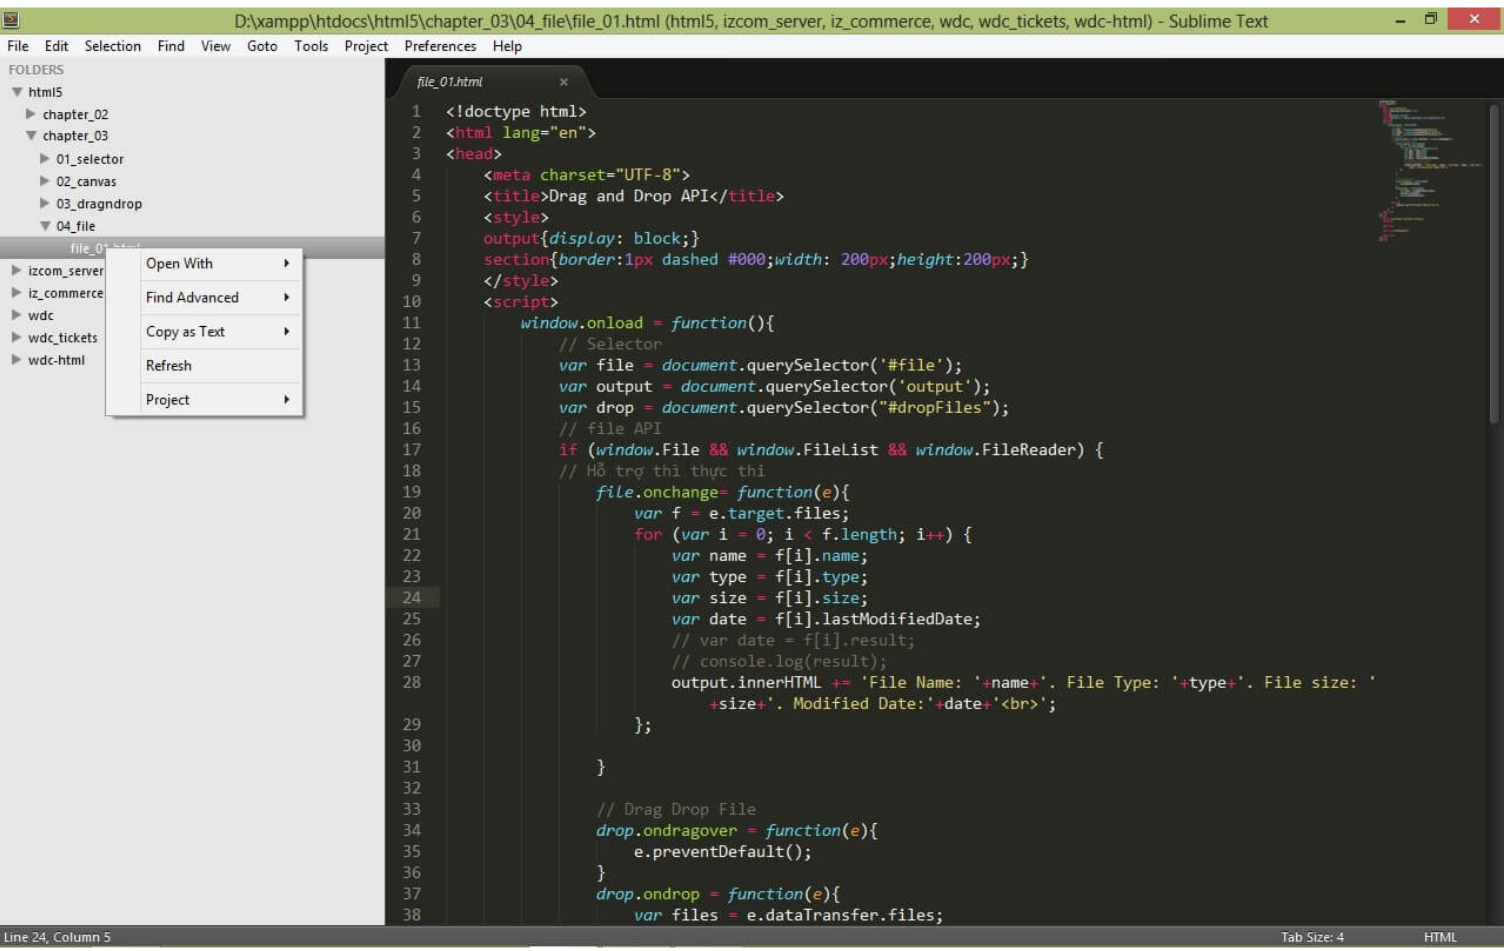 D:\xampp\htdocs\html5\chapter_03\04_file\file_01.html (html5, izcom_server, iz_commerce, wdc, wdc_tickets, wdc-html) - Sublime Text
File Edit Selection Find View Goto Tools Project Preferences Help
FOLDERS
html5
chapter_02
chapter_03
01_selector
02_canvas
03_dragndrop
04_file
file_01.html
izcom_server
iz_commerce
wdc
wdc_tickets
wdc-html
Open With
Find Advanced
Copy as Text
Refresh
Project
file_01.html
1 <!doctype html>
2 <html lang="en">
3 <head>
4 <meta charset="UTF-8">
5 <title>Drag and Drop API</title>
6 <style>
7 output{display: block;}
8 section{border:1px dashed #000;width: 200px;height:200px;}
9 </style>
10 <script>
11 window.onload = function(){
12 // Selector
13 var file = document.querySelector('#file');
14 var output = document.querySelector('output');
15 var drop = document.querySelector("#dropFiles");
16 // file API
17 if (window.File && window.FileList && window.FileReader) {
18 // Hỗ trợ thì thực thi
19 file.onchange= function(e){
20 var f = e.target.files;
21 for (var i = 0; i < f.length; i++) {
22 var name = f[i].name;
23 var type = f[i].type;
24 var size = f[i].size;
25 var date = f[i].lastModifiedDate;
26 // var date = f[i].result;
27 // console.log(result);
28 output.innerHTML += 'File Name: '+name+'. File Type: '+type+'. File size: '
+size+'. Modified Date:'+date+'<br>';
29 };
30
31 }
32
33 // Drag Drop File
34 drop.ondragover = function(e){
35 e.preventDefault();
36 }
37 drop.ondrop = function(e){
38 var files = e.dataTransfer.files;
Line 24, Column 5
Tab Size: 4
HTML